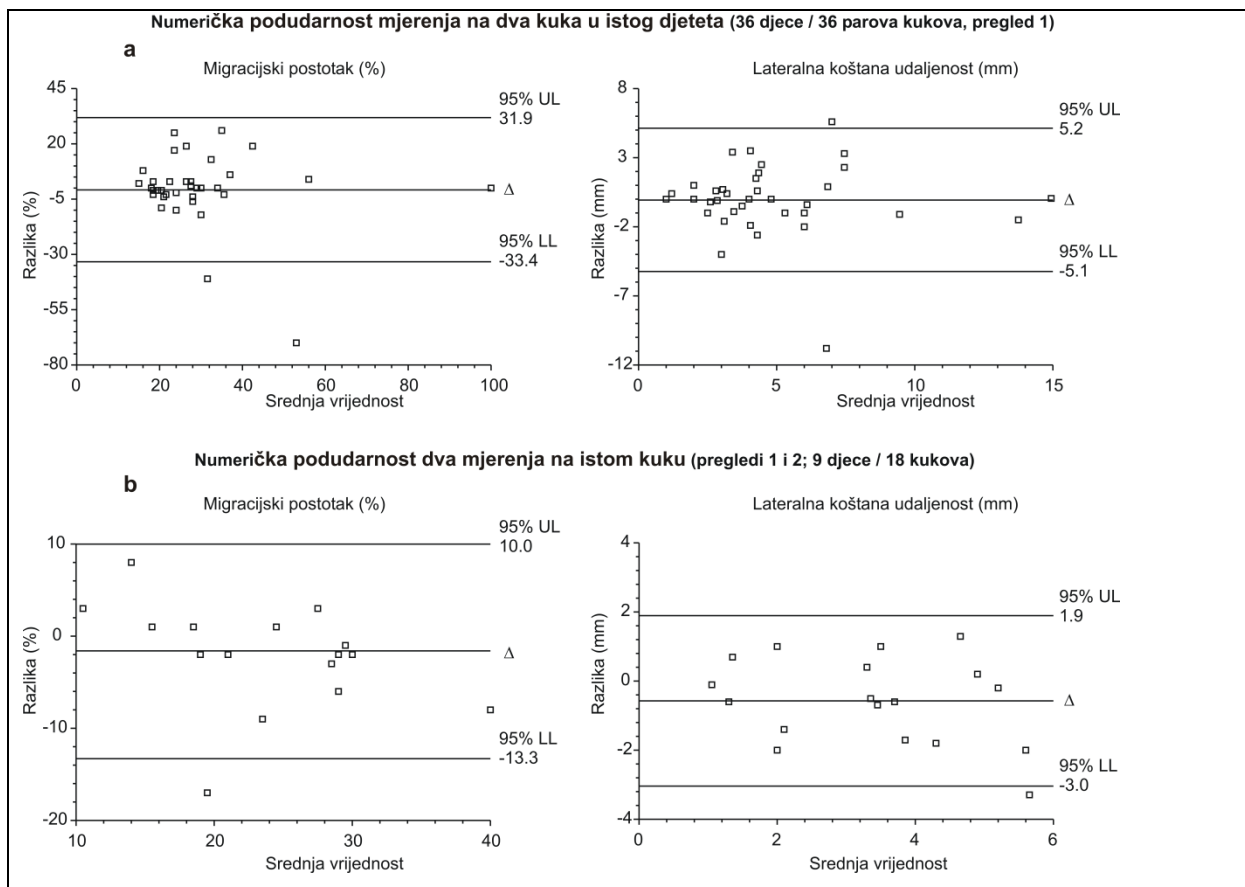 Numerička podudarnost mjerenja na dva kuka u istog djeteta (36 djece / 36 parova kukova, pregled 1)
a
Migracijski postotak (%)
Razlika (%)
45
20
-5
-30
-55
-80
0
20
40
60
80
100
95% UL
31.9
Δ
95% LL
-33.4
Srednja vrijednost
Lateralna koštana udaljenost (mm)
Razlika (mm)
8
3
-2
-7
-12
0
5
10
15
95% UL
5.2
Δ
95% LL
-5.1
Srednja vrijednost
Numerička podudarnost dva mjerenja na istom kuku (pregledi 1 i 2; 9 djece / 18 kukova)
b
Migracijski postotak (%)
Razlika (%)
10
0
-10
-20
10
20
30
40
95% UL
10.0
Δ
95% LL
-13.3
Srednja vrijednost
Lateralna koštana udaljenost (mm)
Razlika (mm)
4
2
0
-2
-4
0
2
4
6
95% UL
1.9
Δ
95% LL
-3.0
Srednja vrijednost